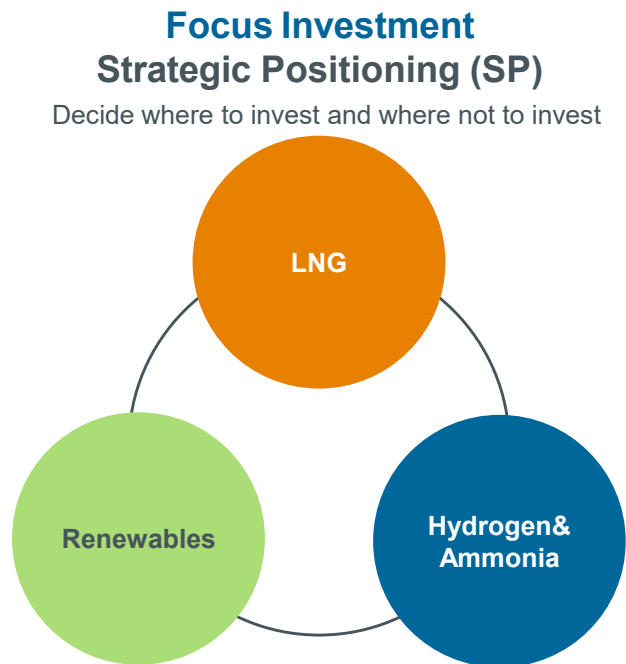 Focus Investment
Strategic Positioning (SP)
Decide where to invest and where not to invest
LNG
Renewables
Hydrogen&
Ammonia